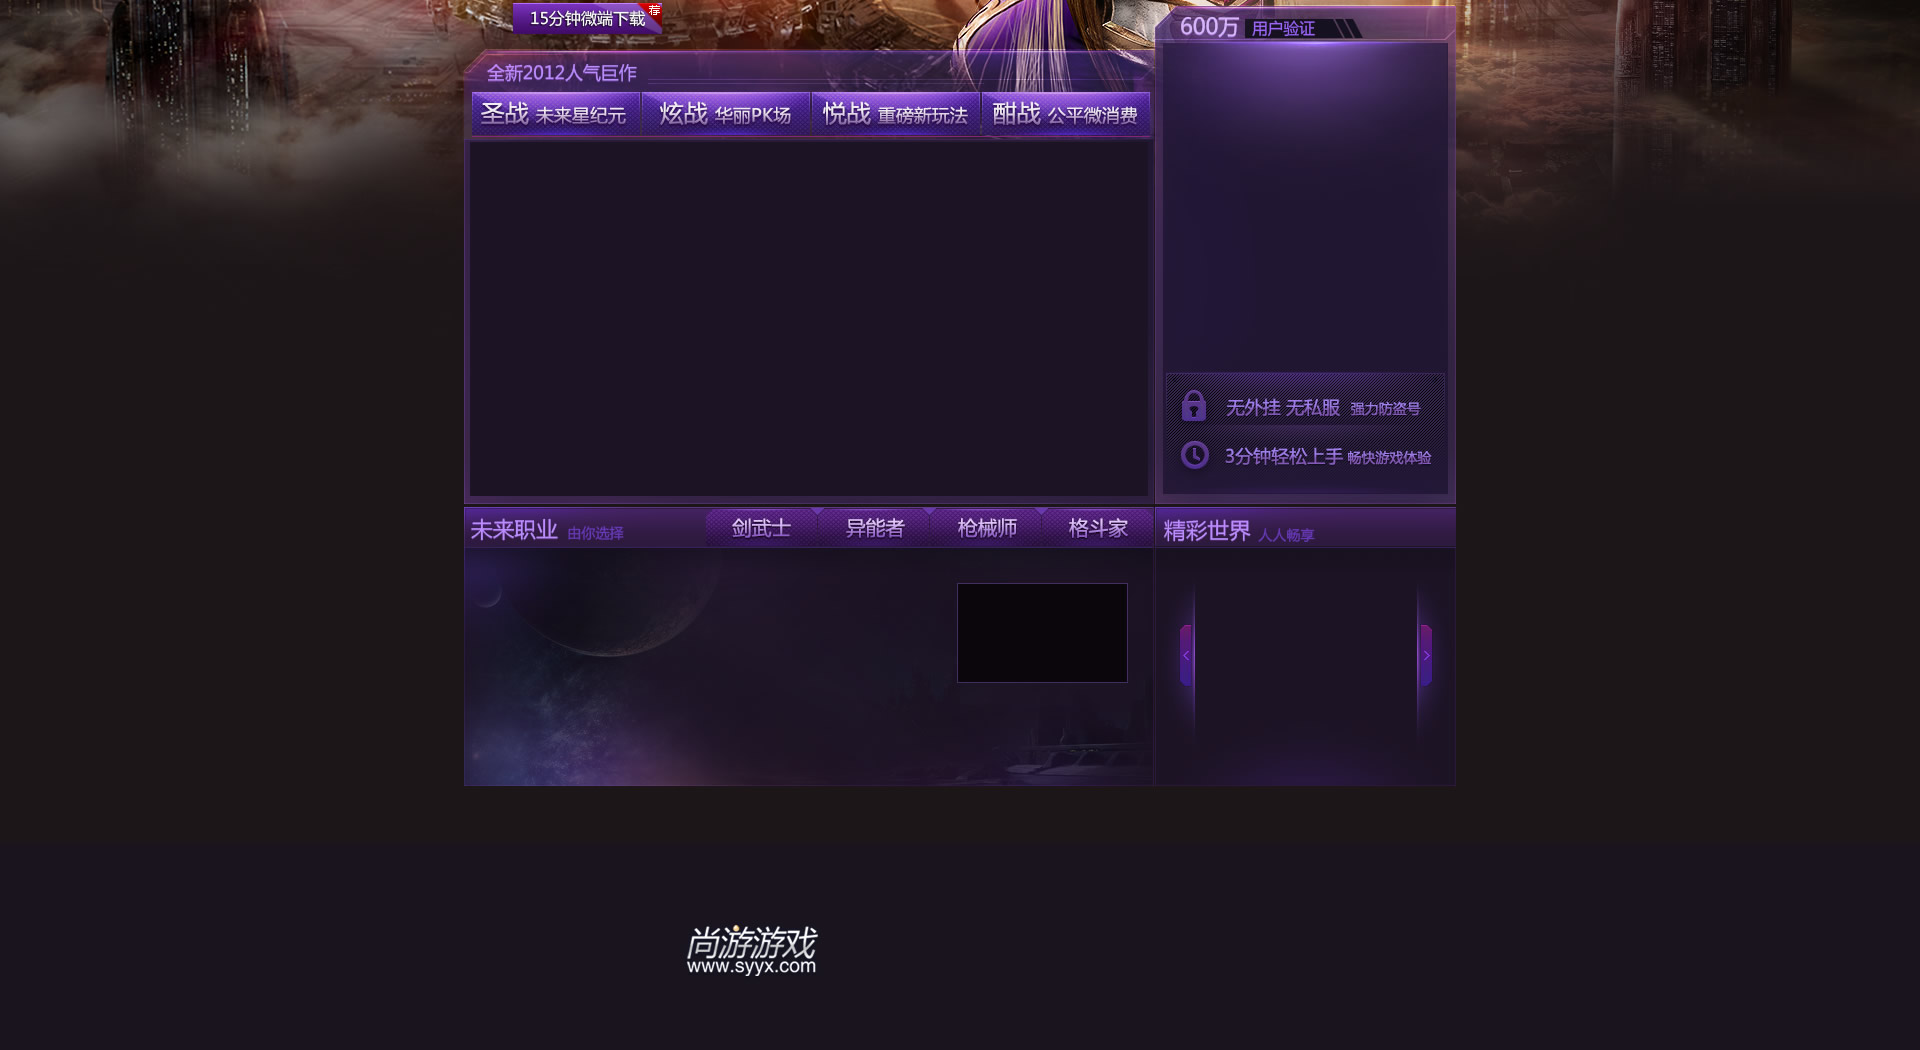 15分钟微端下载 荐
600万 用户验证
全新2012人气巨作
圣战 未来星纪元 炫战 华丽PK场 悦战 重磅新玩法 酣战 公平微消费
无外挂 无私服 强力防盗号
3分钟轻松上手 畅快游戏体验
未来职业 由你选择 剑武士 异能者 枪械师 格斗家
精彩世界 人人畅享
尚游游戏
www.syyx.com